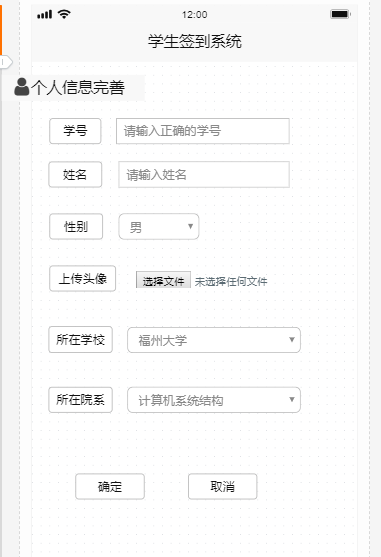 12:00
学生签到系统
个人信息完善
学号 请输入正确的学号
姓名 请输入姓名
性别 男
上传头像 选择文件 未选择任何文件
所在学校 福州大学
所在院系 计算机系统结构
确定 取消